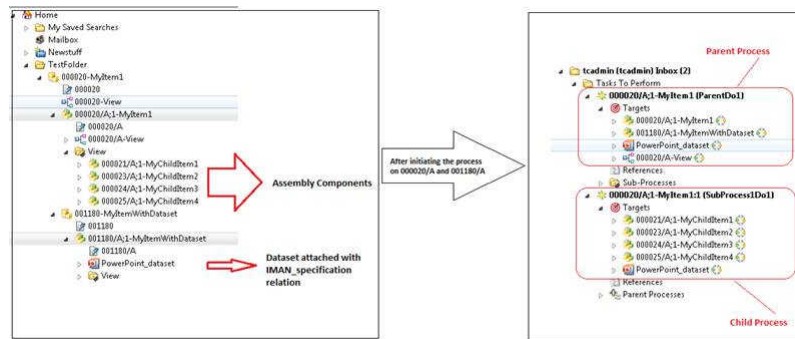 Home
My Saved Searches
Mailbox
Newstuff
TestFolder
000020-MyItem1
000020
000020-View
000020/A;1-MyItem1
000020/A
000020/A-View
View
000021/A;1-MyChildItem1
000023/A;1-MyChildItem2
000024/A;1-MyChildItem3
000025/A;1-MyChildItem4
001180-MyItemWithDataset
001180
001180/A;1-MyItemWithDataset
001180/A
PowerPoint_dataset
View
Assembly Components
Dataset attached with
IMAN_specification
relation
After initiating the process
on 000020/A and 001180/A
Parent Process
tcadmin (tcadmin) Inbox (2)
Tasks To Perform
000020/A;1-MyItem1 (ParentDo1)
Targets
000020/A;1-MyItem1
001180/A;1-MyItemWithDataset
PowerPoint_dataset
000020/A-View
References
Sub-Processes
000020/A;1-MyItem1:1 (SubProcess1Do1)
Targets
000021/A;1-MyChildItem1
000023/A;1-MyChildItem2
000024/A;1-MyChildItem3
000025/A;1-MyChildItem4
PowerPoint_dataset
References
Parent Processes
Child Process